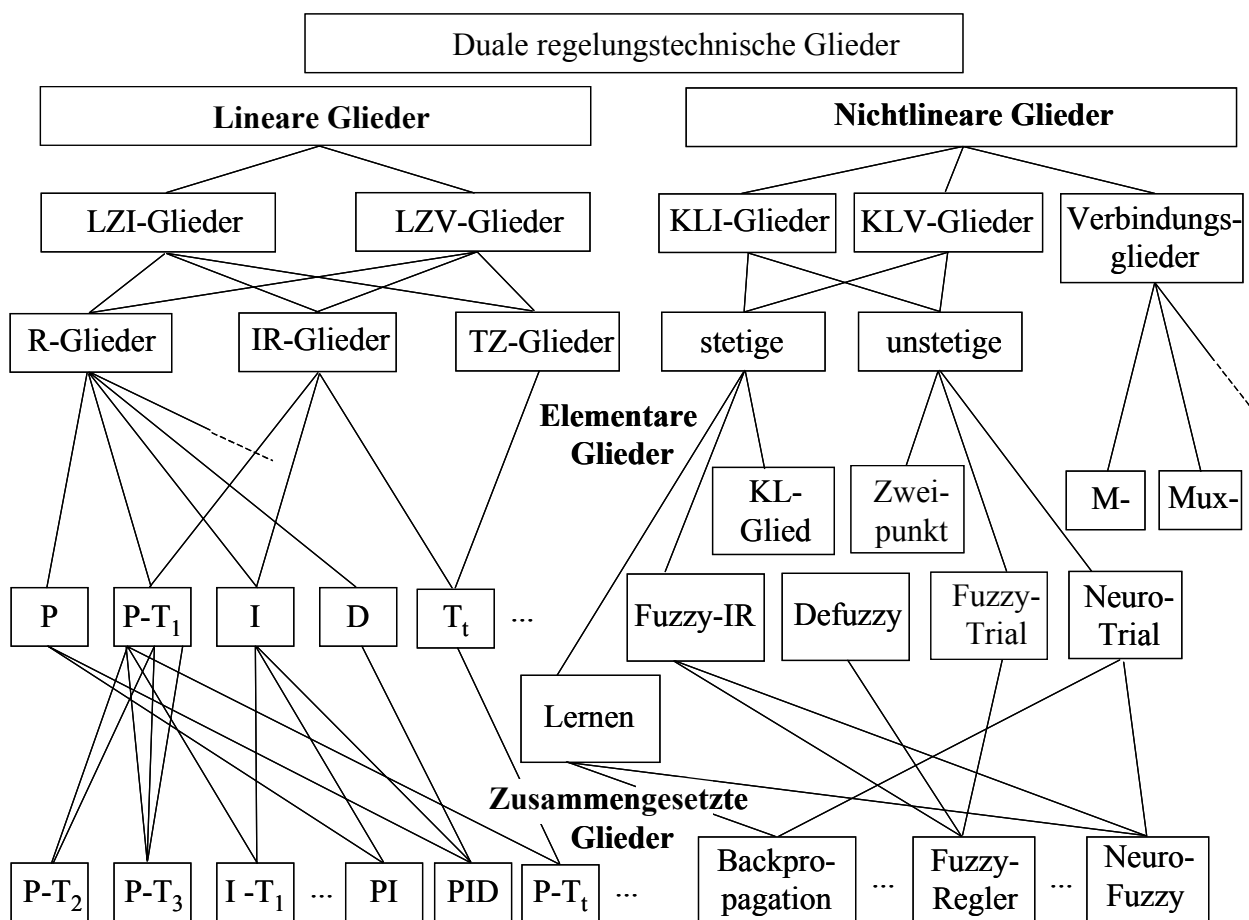 Duale regelungstechnische Glieder
Lineare Glieder
Nichtlineare Glieder
LZI-Glieder
LZV-Glieder
KLI-Glieder
KLV-Glieder
Verbindungs-
glieder
R-Glieder
IR-Glieder
TZ-Glieder
stetige
unstetige
Elementare
Glieder
KL-
Glied
Zwei-
punkt
M-
Mux-
P
P-T₁
I
D
Tₜ
...
Fuzzy-IR
Defuzzy
Fuzzy-
Trial
Neuro-
Trial
Lernen
Zusammengesetzte
Glieder
P-T₂
P-T₃
I -T₁
...
PI
PID
P-Tₜ
...
Backpro-
pagation
...
Fuzzy-
Regler
...
Neuro-
Fuzzy